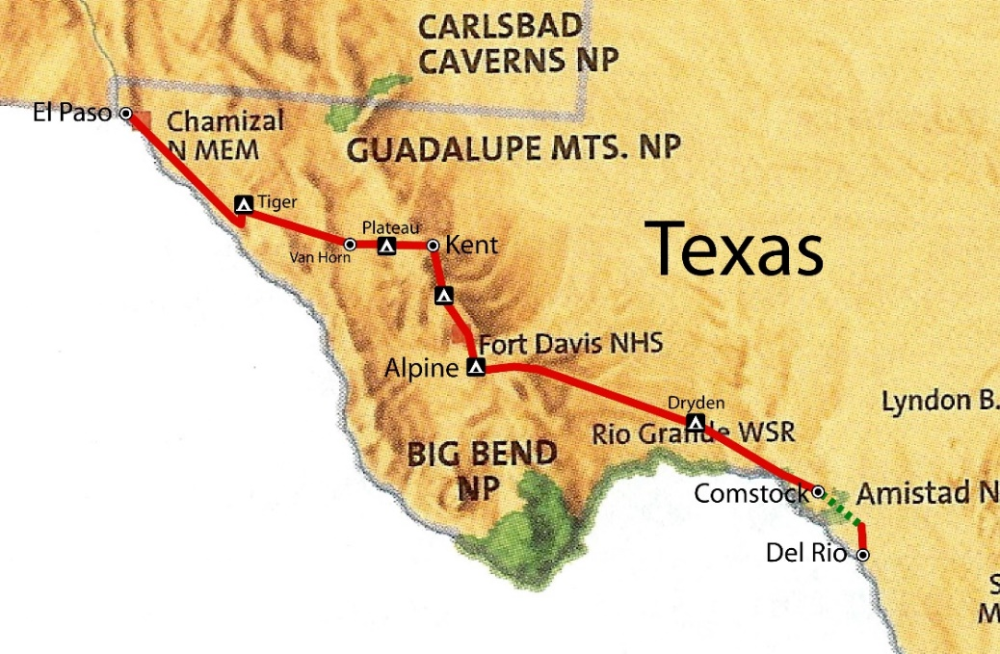 CARLSBAD
CAVERNS NP
El Paso
Chamizal
N MEM
GUADALUPE MTS. NP
Tiger
Plateau
Van Horn
Kent
Texas
Fort Davis NHS
Alpine
Lyndon B.
Dryden
Rio Grande WSR
BIG BEND
NP
Comstock
Amistad N
Del Rio
S
M